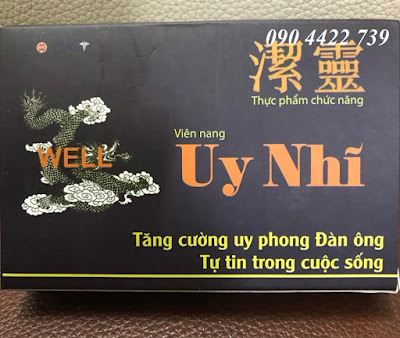 090.4422.739
潔靈
Thực phẩm chức năng
Viên nang
WELL
Uy Nhĩ
Tăng cường uy phong Đàn ông
Tự tin trong cuộc sống